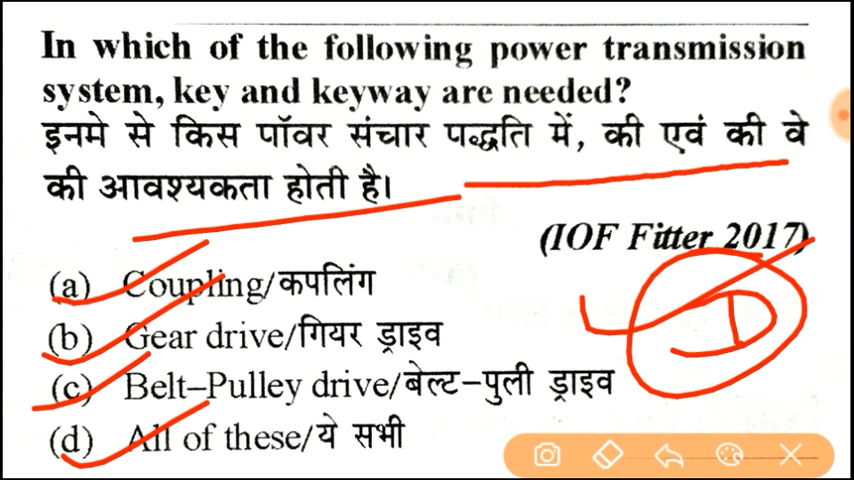 In which of the following power transmission
system, key and keyway are needed?
इनमे से किस पॉवर संचार पद्धति में, की एवं की वे
की आवश्यकता होती है।
(IOF Fitter 2017)
(a) Coupling/कपलिंग
(b) Gear drive/गियर ड्राइव
(c) Belt–Pulley drive/बेल्ट–पुली ड्राइव
(d) All of these/ये सभी
D